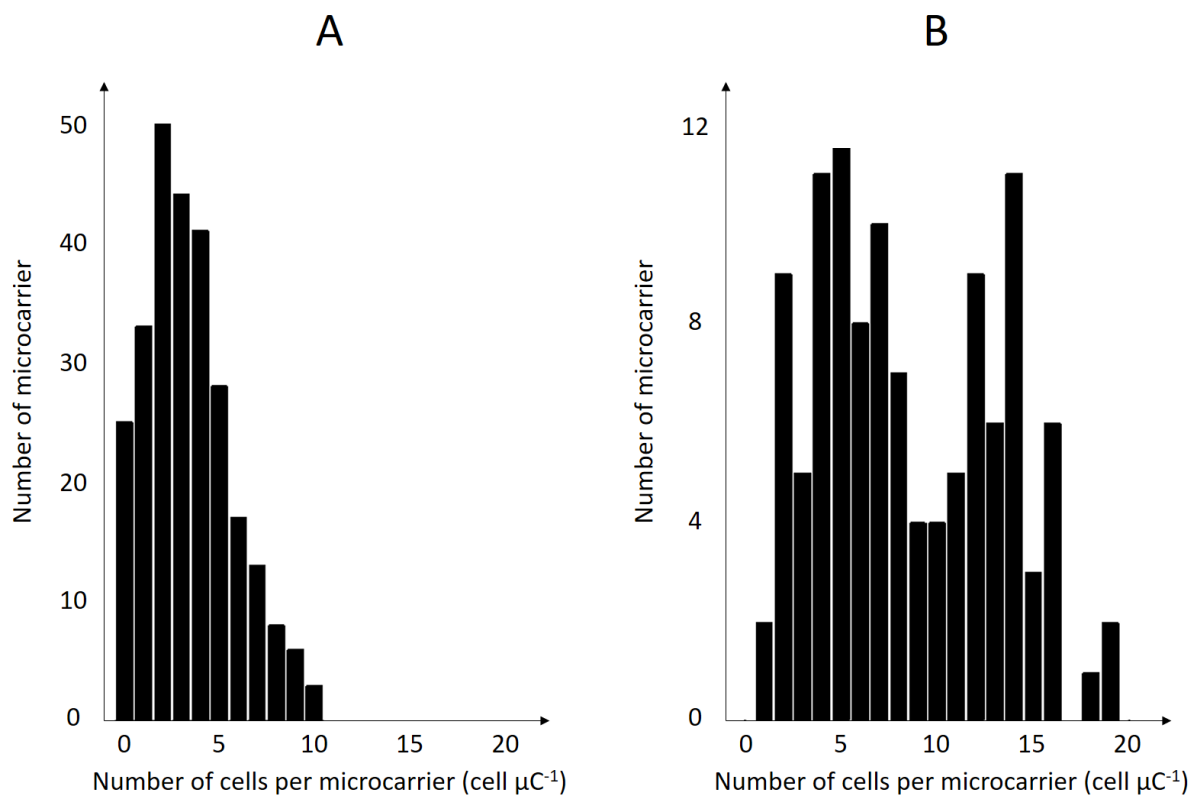 A
50
40
30
20
10
0
Number of microcarrier
0 5 10 15 20
Number of cells per microcarrier (cell µC⁻¹)
B
12
8
4
0
Number of microcarrier
0 5 10 15 20
Number of cells per microcarrier (cell µC⁻¹)